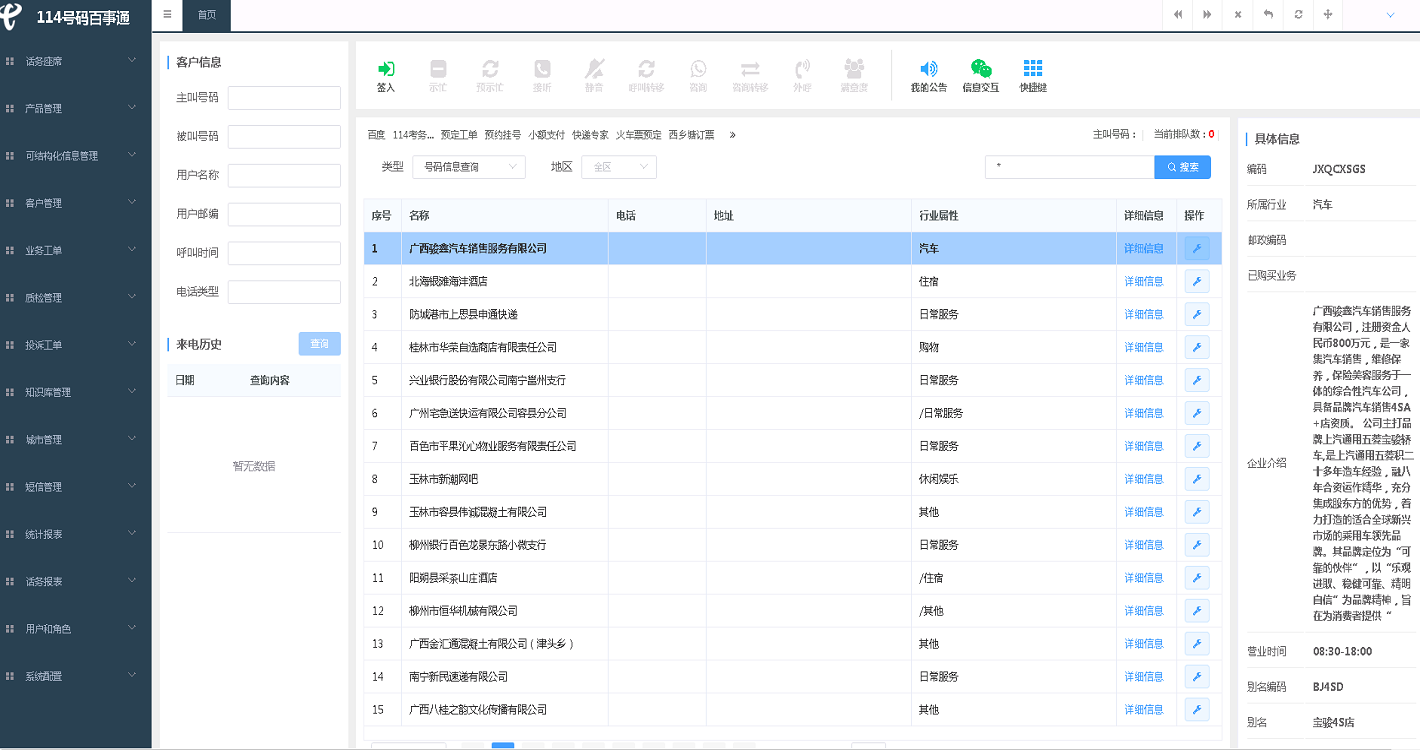 114号码百事通
首页
话务座席
产品管理
可结构化信息管理
客户管理
业务工单
质检管理
投诉工单
知识库管理
城市管理
短信管理
统计报表
话务报表
用户和角色
系统配置
客户信息
主叫号码
被叫号码
用户名称
用户邮编
呼叫时间
电话类型
来电历史 查询
日期 查询内容
暂无数据
签入 示忙 预示忙 接听 静音 呼叫转移 咨询 咨询转移 外呼 满意度 我的公告 信息交互 快捷键
百度 114考务... 预定工单 预约挂号 小额支付 快递专家 火车票预定 西乡塘订票 »
主叫号码： 当前排队数：0
类型 号码信息查询 地区 全区 * 搜索
序号 名称 电话 地址 行业属性 详细信息 操作
1 广西骏鑫汽车销售服务有限公司 汽车 详细信息
2 北海银滩海沣酒店 住宿 详细信息
3 防城港市上思县申通快递 日常服务 详细信息
4 桂林市华荣自选商店有限责任公司 购物 详细信息
5 兴业银行股份有限公司南宁邕州支行 日常服务 详细信息
6 广州宅急送快运有限公司容县分公司 /日常服务 详细信息
7 百色市平果沁心物业服务有限责任公司 日常服务 详细信息
8 玉林市新潮网吧 休闲娱乐 详细信息
9 玉林市容县伟诚混凝土有限公司 其他 详细信息
10 柳州银行百色龙景东路小微支行 日常服务 详细信息
11 阳朔县采茶山庄酒店 /住宿 详细信息
12 柳州市恒华机械有限公司 /其他 详细信息
13 广西金汇通混凝土有限公司（津头乡） 其他 详细信息
14 南宁新民速递有限公司 日常服务 详细信息
15 广西八桂之韵文化传播有限公司 其他 详细信息
具体信息
编码 JXQCXSGS
所属行业 汽车
邮政编码
已购买业务
企业介绍
广西骏鑫汽车销售服务
有限公司，注册资金人
民币800万元，是一家
集汽车销售，维修保
养，保险美容服务于一
体的综合性汽车公司，
具备品牌汽车销售4SA
+店资质。 公司主打品
牌上汽通用五菱宝骏轿
车,是上汽通用五菱积二
十多年造车经验，融八
年合资运作精华，充分
集成股东方的优势，着
力打造的适合全球新兴
市场的乘用车领先品
牌。其品牌定位为“可
靠的伙伴”，以“乐观
进取、稳健可靠、精明
自信”为品牌精神，旨
在为消费者提供“
营业时间 08:30-18:00
别名编码 BJ4SD
别名 宝骏4S店